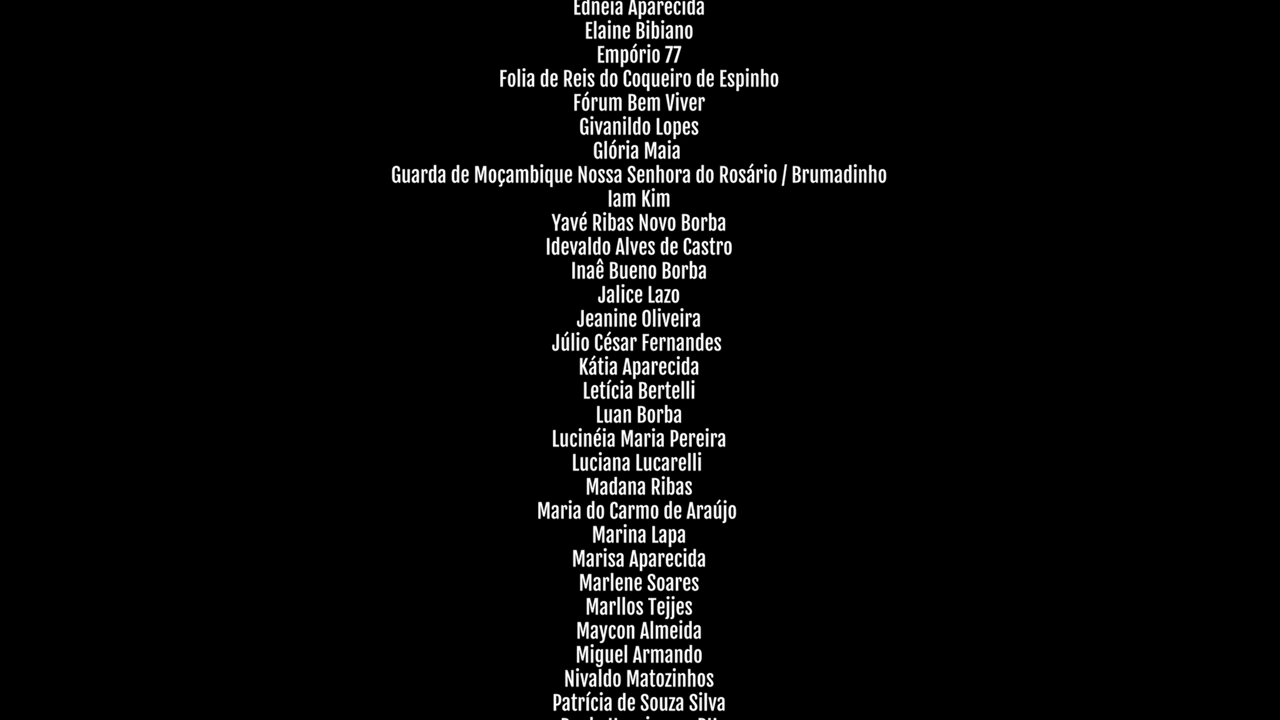 Ednéia Aparecida
Elaine Bibiano
Empório 77
Folia de Reis do Coqueiro de Espinho
Fórum Bem Viver
Givanildo Lopes
Glória Maia
Guarda de Moçambique Nossa Senhora do Rosário / Brumadinho
Iam Kim
Yavé Ribas Novo Borba
Idevaldo Alves de Castro
Inaê Bueno Borba
Jalice Lazo
Jeanine Oliveira
Júlio César Fernandes
Kátia Aparecida
Letícia Bertelli
Luan Borba
Lucinéia Maria Pereira
Luciana Lucarelli
Madana Ribas
Maria do Carmo de Araújo
Marina Lapa
Marisa Aparecida
Marlene Soares
Marllos Tejjes
Maycon Almeida
Miguel Armando
Nivaldo Matozinhos
Patrícia de Souza Silva